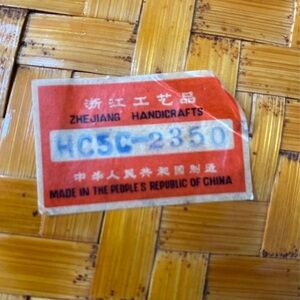 浙江工艺品
ZHEJIANG HANDICRAFTS
HC5C-2350
中华人民共和国制造
MADE IN THE PEOPLE'S REPUBLIC OF CHINA